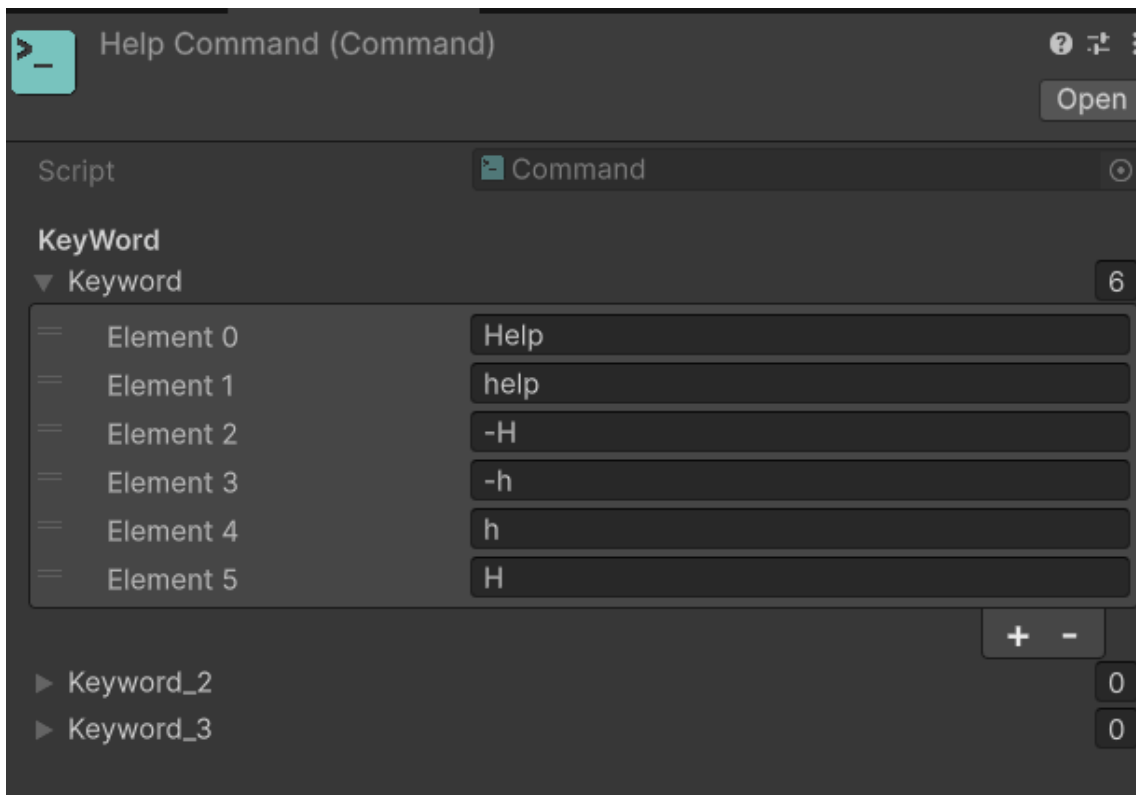 Help Command (Command)
Open
Script Command
KeyWord
Keyword 6
Element 0 Help
Element 1 help
Element 2 -H
Element 3 -h
Element 4 h
Element 5 H
+ -
Keyword_2 0
Keyword_3 0